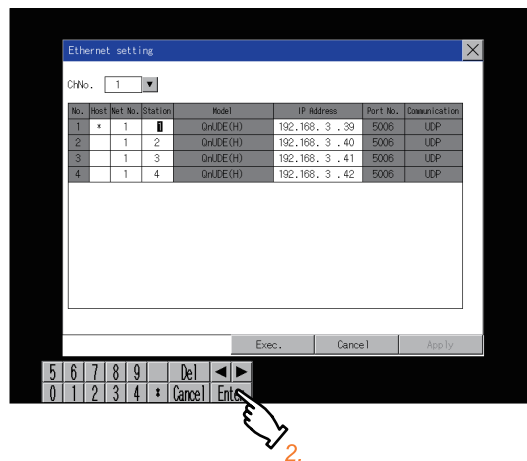 Ethernet setting
ChNo. 1
No. Host Net No. Station Model IP Address Port No. Communication
1 * 1 1 QnUDE(H) 192.168. 3 .39 5006 UDP
2 1 2 QnUDE(H) 192.168. 3 .40 5006 UDP
3 1 3 QnUDE(H) 192.168. 3 .41 5006 UDP
4 1 4 QnUDE(H) 192.168. 3 .42 5006 UDP
Exec. Cancel Apply
5 6 7 8 9 Del ◀ ▶
0 1 2 3 4 * Cancel Enter
2.